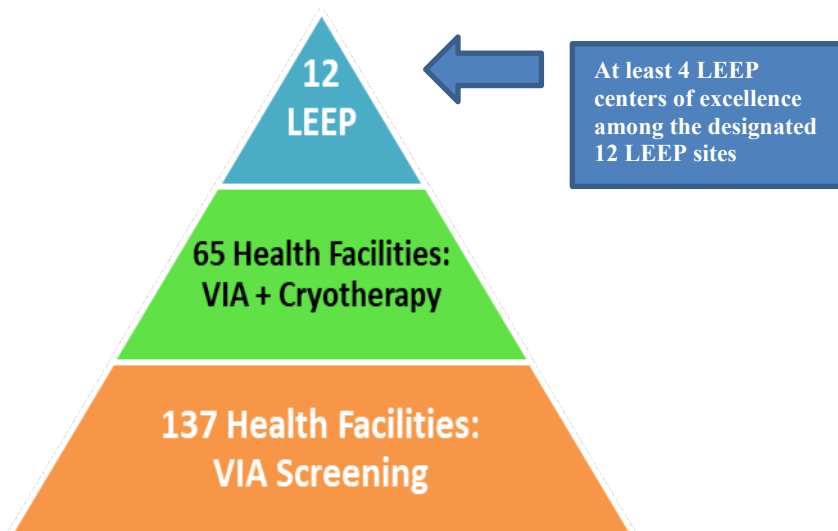 12
LEEP
At least 4 LEEP
centers of excellence
among the designated
12 LEEP sites
65 Health Facilities:
VIA + Cryotherapy
137 Health Facilities:
VIA Screening